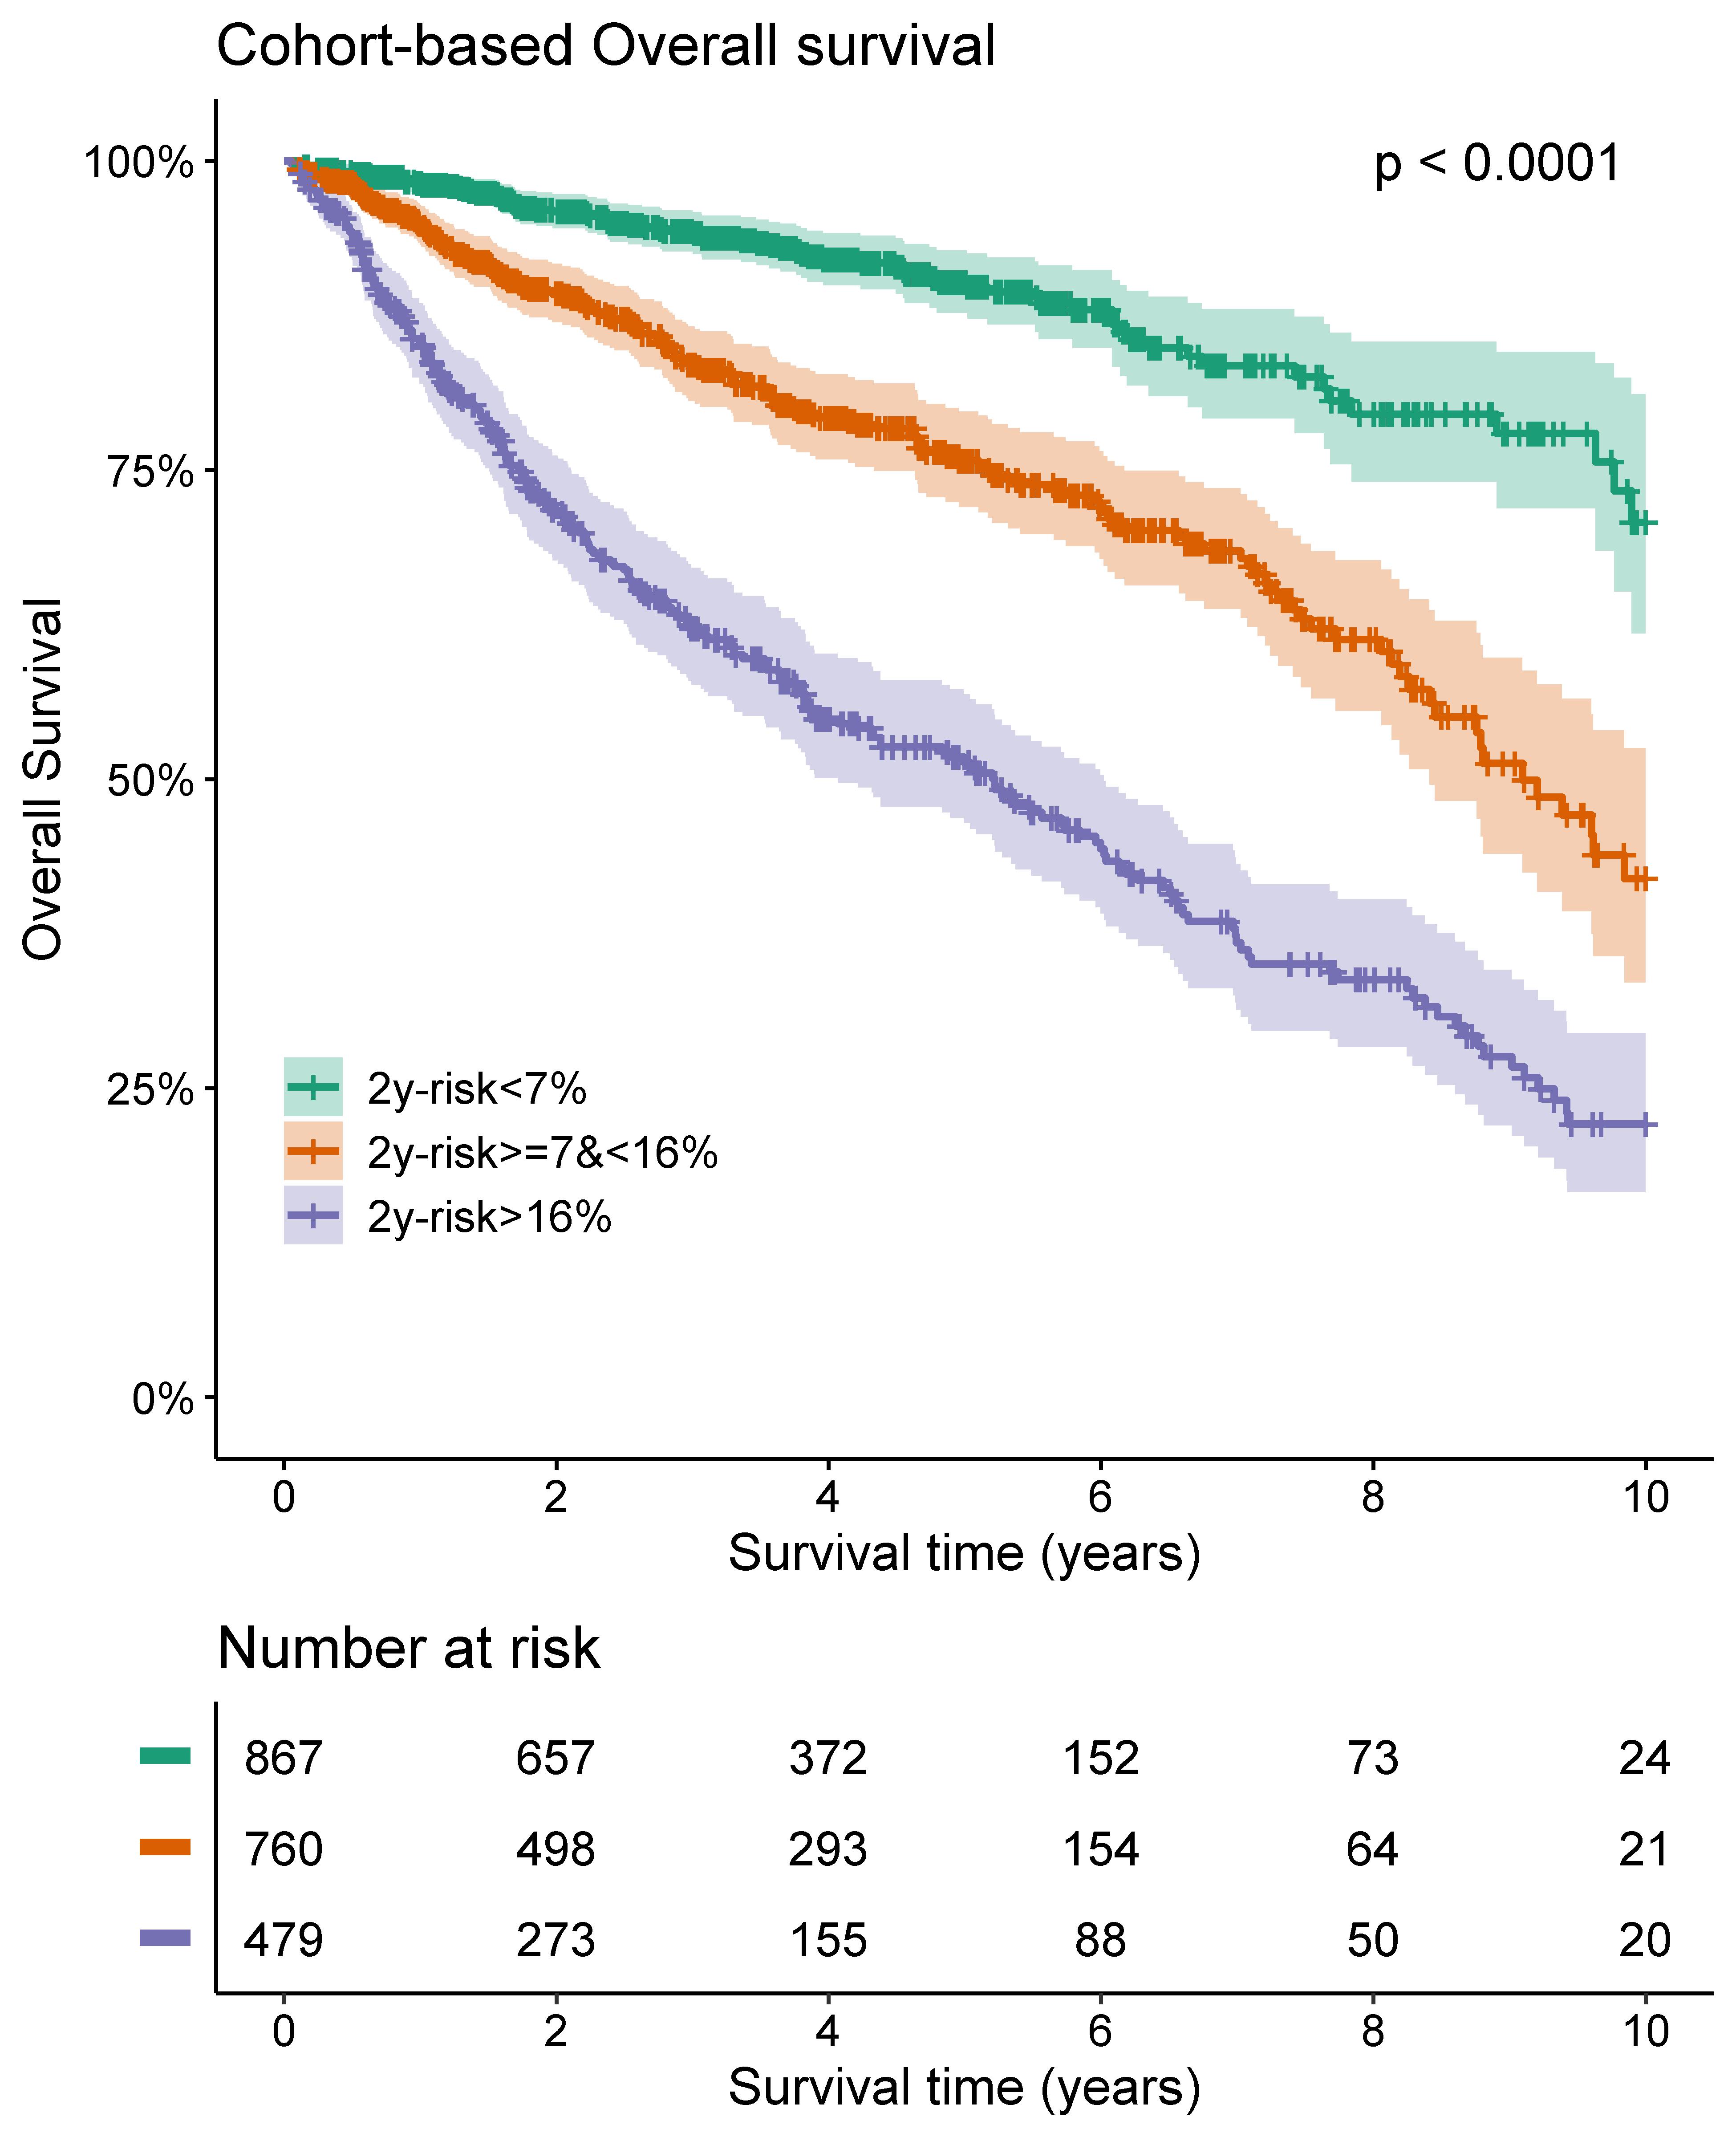 Cohort-based Overall survival
p < 0.0001
100%
75%
50%
25%
0%
Overall Survival
2y-risk<7%
2y-risk>=7&<16%
2y-risk>16%
0 2 4 6 8 10
Survival time (years)
Number at risk
867 657 372 152 73 24
760 498 293 154 64 21
479 273 155 88 50 20
0 2 4 6 8 10
Survival time (years)